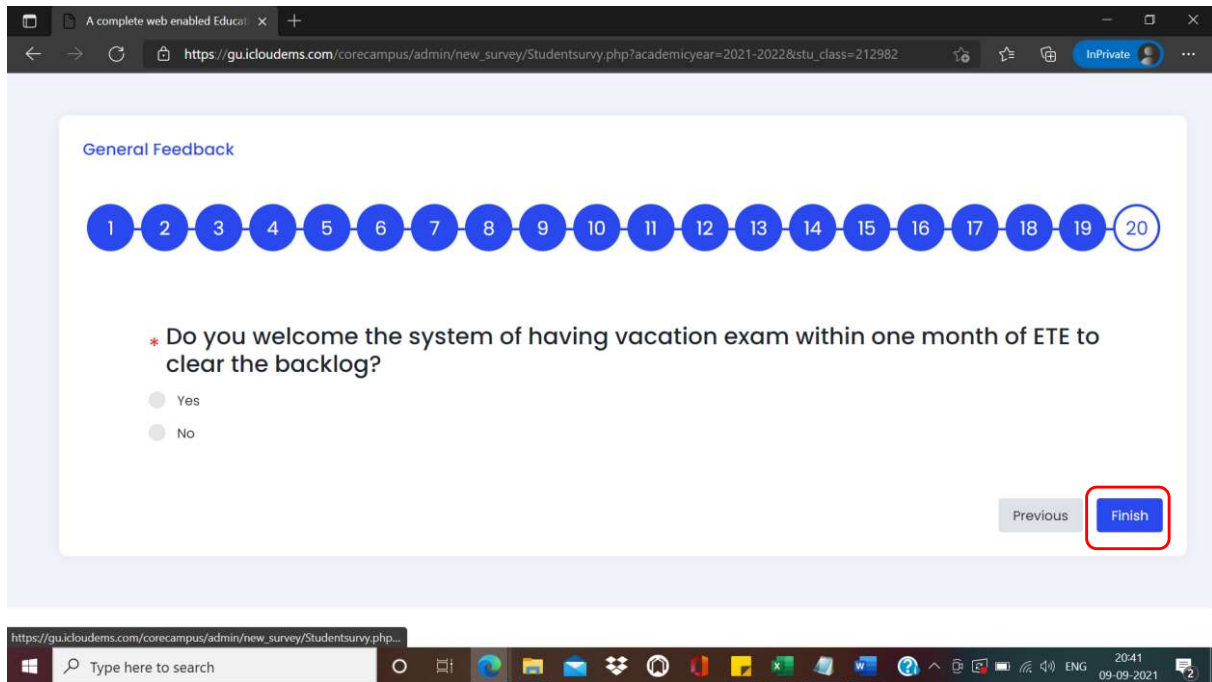 A complete web enabled Educat
https://gu.icloudems.com/corecampus/admin/new_survey/Studentsurvy.php?academicyear=2021-2022&stu_class=212982
InPrivate
General Feedback
1 2 3 4 5 6 7 8 9 10 11 12 13 14 15 16 17 18 19 20
* Do you welcome the system of having vacation exam within one month of ETE to
clear the backlog?
Yes
No
Previous Finish
https://gu.icloudems.com/corecampus/admin/new_survey/Studentsurvy.php...
Type here to search
ENG
20:41
09-09-2021
2